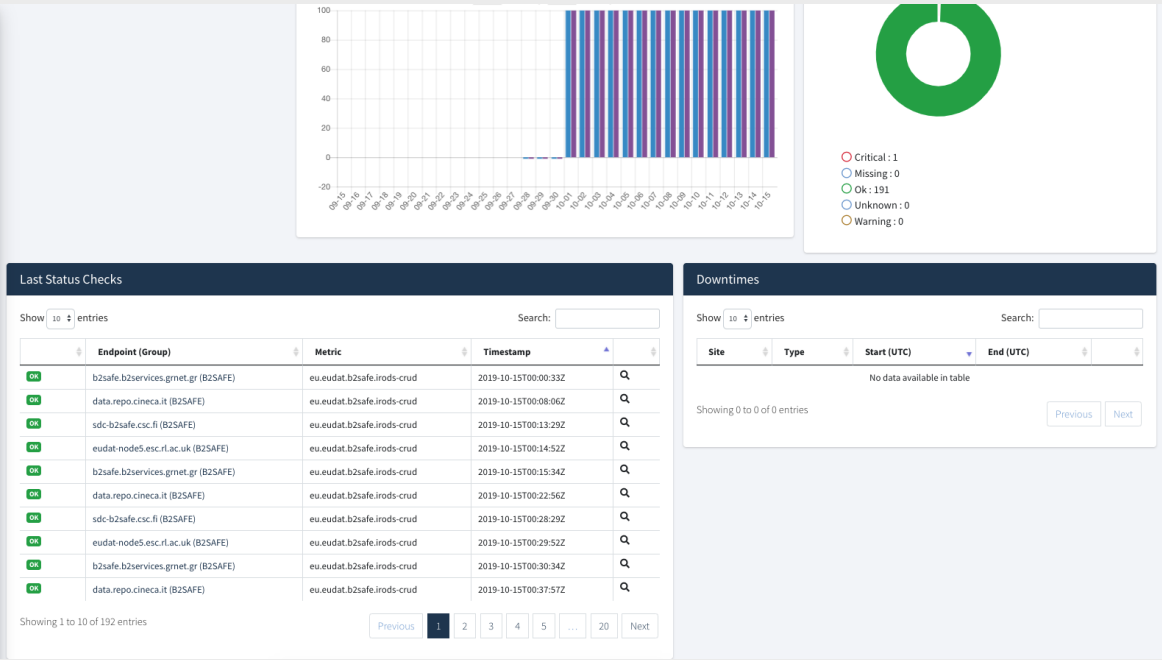 100
80
60
40
20
0
-20
09-15 09-16 09-17 09-18 09-19 09-20 09-21 09-22 09-23 09-24 09-25 09-26 09-27 09-28 09-29 09-30 10-01 10-02 10-03 10-04 10-05 10-06 10-07 10-08 10-09 10-10 10-11 10-12 10-13 10-14 10-15
Critical : 1
Missing : 0
Ok : 191
Unknown : 0
Warning : 0
Last Status Checks
Show 10 entries Search:
Endpoint (Group) Metric Timestamp
OK b2safe.b2services.grnet.gr (B2SAFE) eu.eudat.b2safe.irods-crud 2019-10-15T00:00:33Z
OK data.repo.cineca.it (B2SAFE) eu.eudat.b2safe.irods-crud 2019-10-15T00:08:06Z
OK sdc-b2safe.csc.fi (B2SAFE) eu.eudat.b2safe.irods-crud 2019-10-15T00:13:29Z
OK eudat-node5.esc.rl.ac.uk (B2SAFE) eu.eudat.b2safe.irods-crud 2019-10-15T00:14:52Z
OK b2safe.b2services.grnet.gr (B2SAFE) eu.eudat.b2safe.irods-crud 2019-10-15T00:15:34Z
OK data.repo.cineca.it (B2SAFE) eu.eudat.b2safe.irods-crud 2019-10-15T00:22:56Z
OK sdc-b2safe.csc.fi (B2SAFE) eu.eudat.b2safe.irods-crud 2019-10-15T00:28:29Z
OK eudat-node5.esc.rl.ac.uk (B2SAFE) eu.eudat.b2safe.irods-crud 2019-10-15T00:29:52Z
OK b2safe.b2services.grnet.gr (B2SAFE) eu.eudat.b2safe.irods-crud 2019-10-15T00:30:34Z
OK data.repo.cineca.it (B2SAFE) eu.eudat.b2safe.irods-crud 2019-10-15T00:37:57Z
Showing 1 to 10 of 192 entries
Previous 1 2 3 4 5 ... 20 Next
Downtimes
Show 10 entries Search:
Site Type Start (UTC) End (UTC)
No data available in table
Showing 0 to 0 of 0 entries
Previous Next